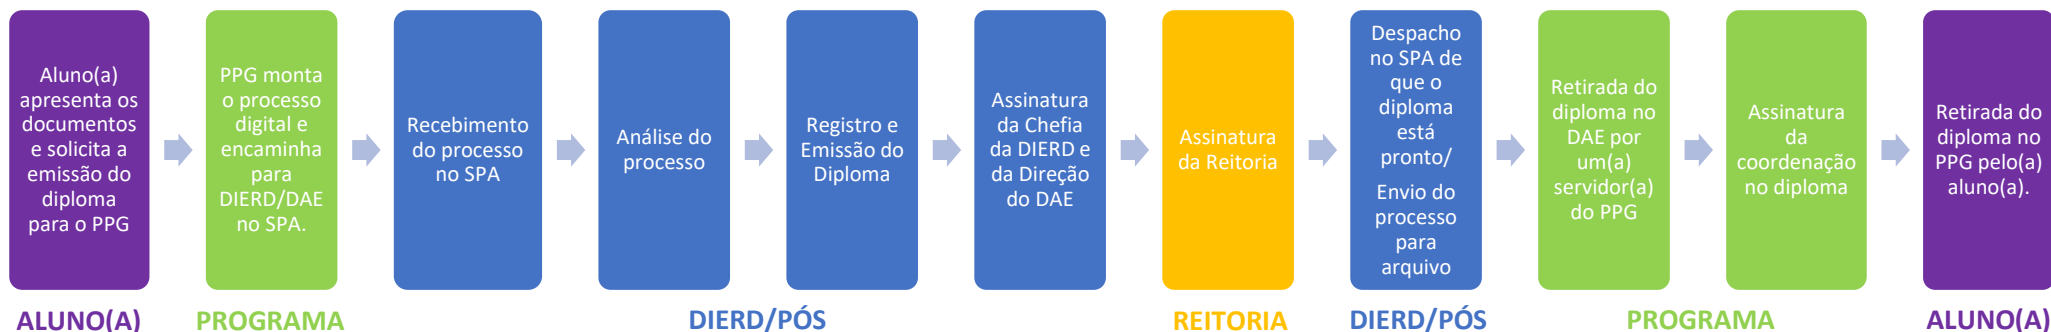 Aluno(a)
apresenta os
documentos
e solicita a
emissão do
diploma
para o PPG
PPG monta
o processo
digital e
encaminha
para
DIERD/DAE
no SPA.
Recebimento
do processo
no SPA
Análise do
processo
Registro e
Emissão do
Diploma
Assinatura
da Chefia
da DIERD e
da Direção
do DAE
Assinatura
da Reitoria
Despacho
no SPA de
que o
diploma
está
pronto/
Envio do
processo
para
arquivo
Retirada do
diploma no
DAE por
um(a)
servidor(a)
do PPG
Assinatura
da
coordenação
no diploma
Retirada do
diploma no
PPG pelo(a)
aluno(a).
ALUNO(A)
PROGRAMA
DIERD/PÓS
REITORIA
DIERD/PÓS
PROGRAMA
ALUNO(A)